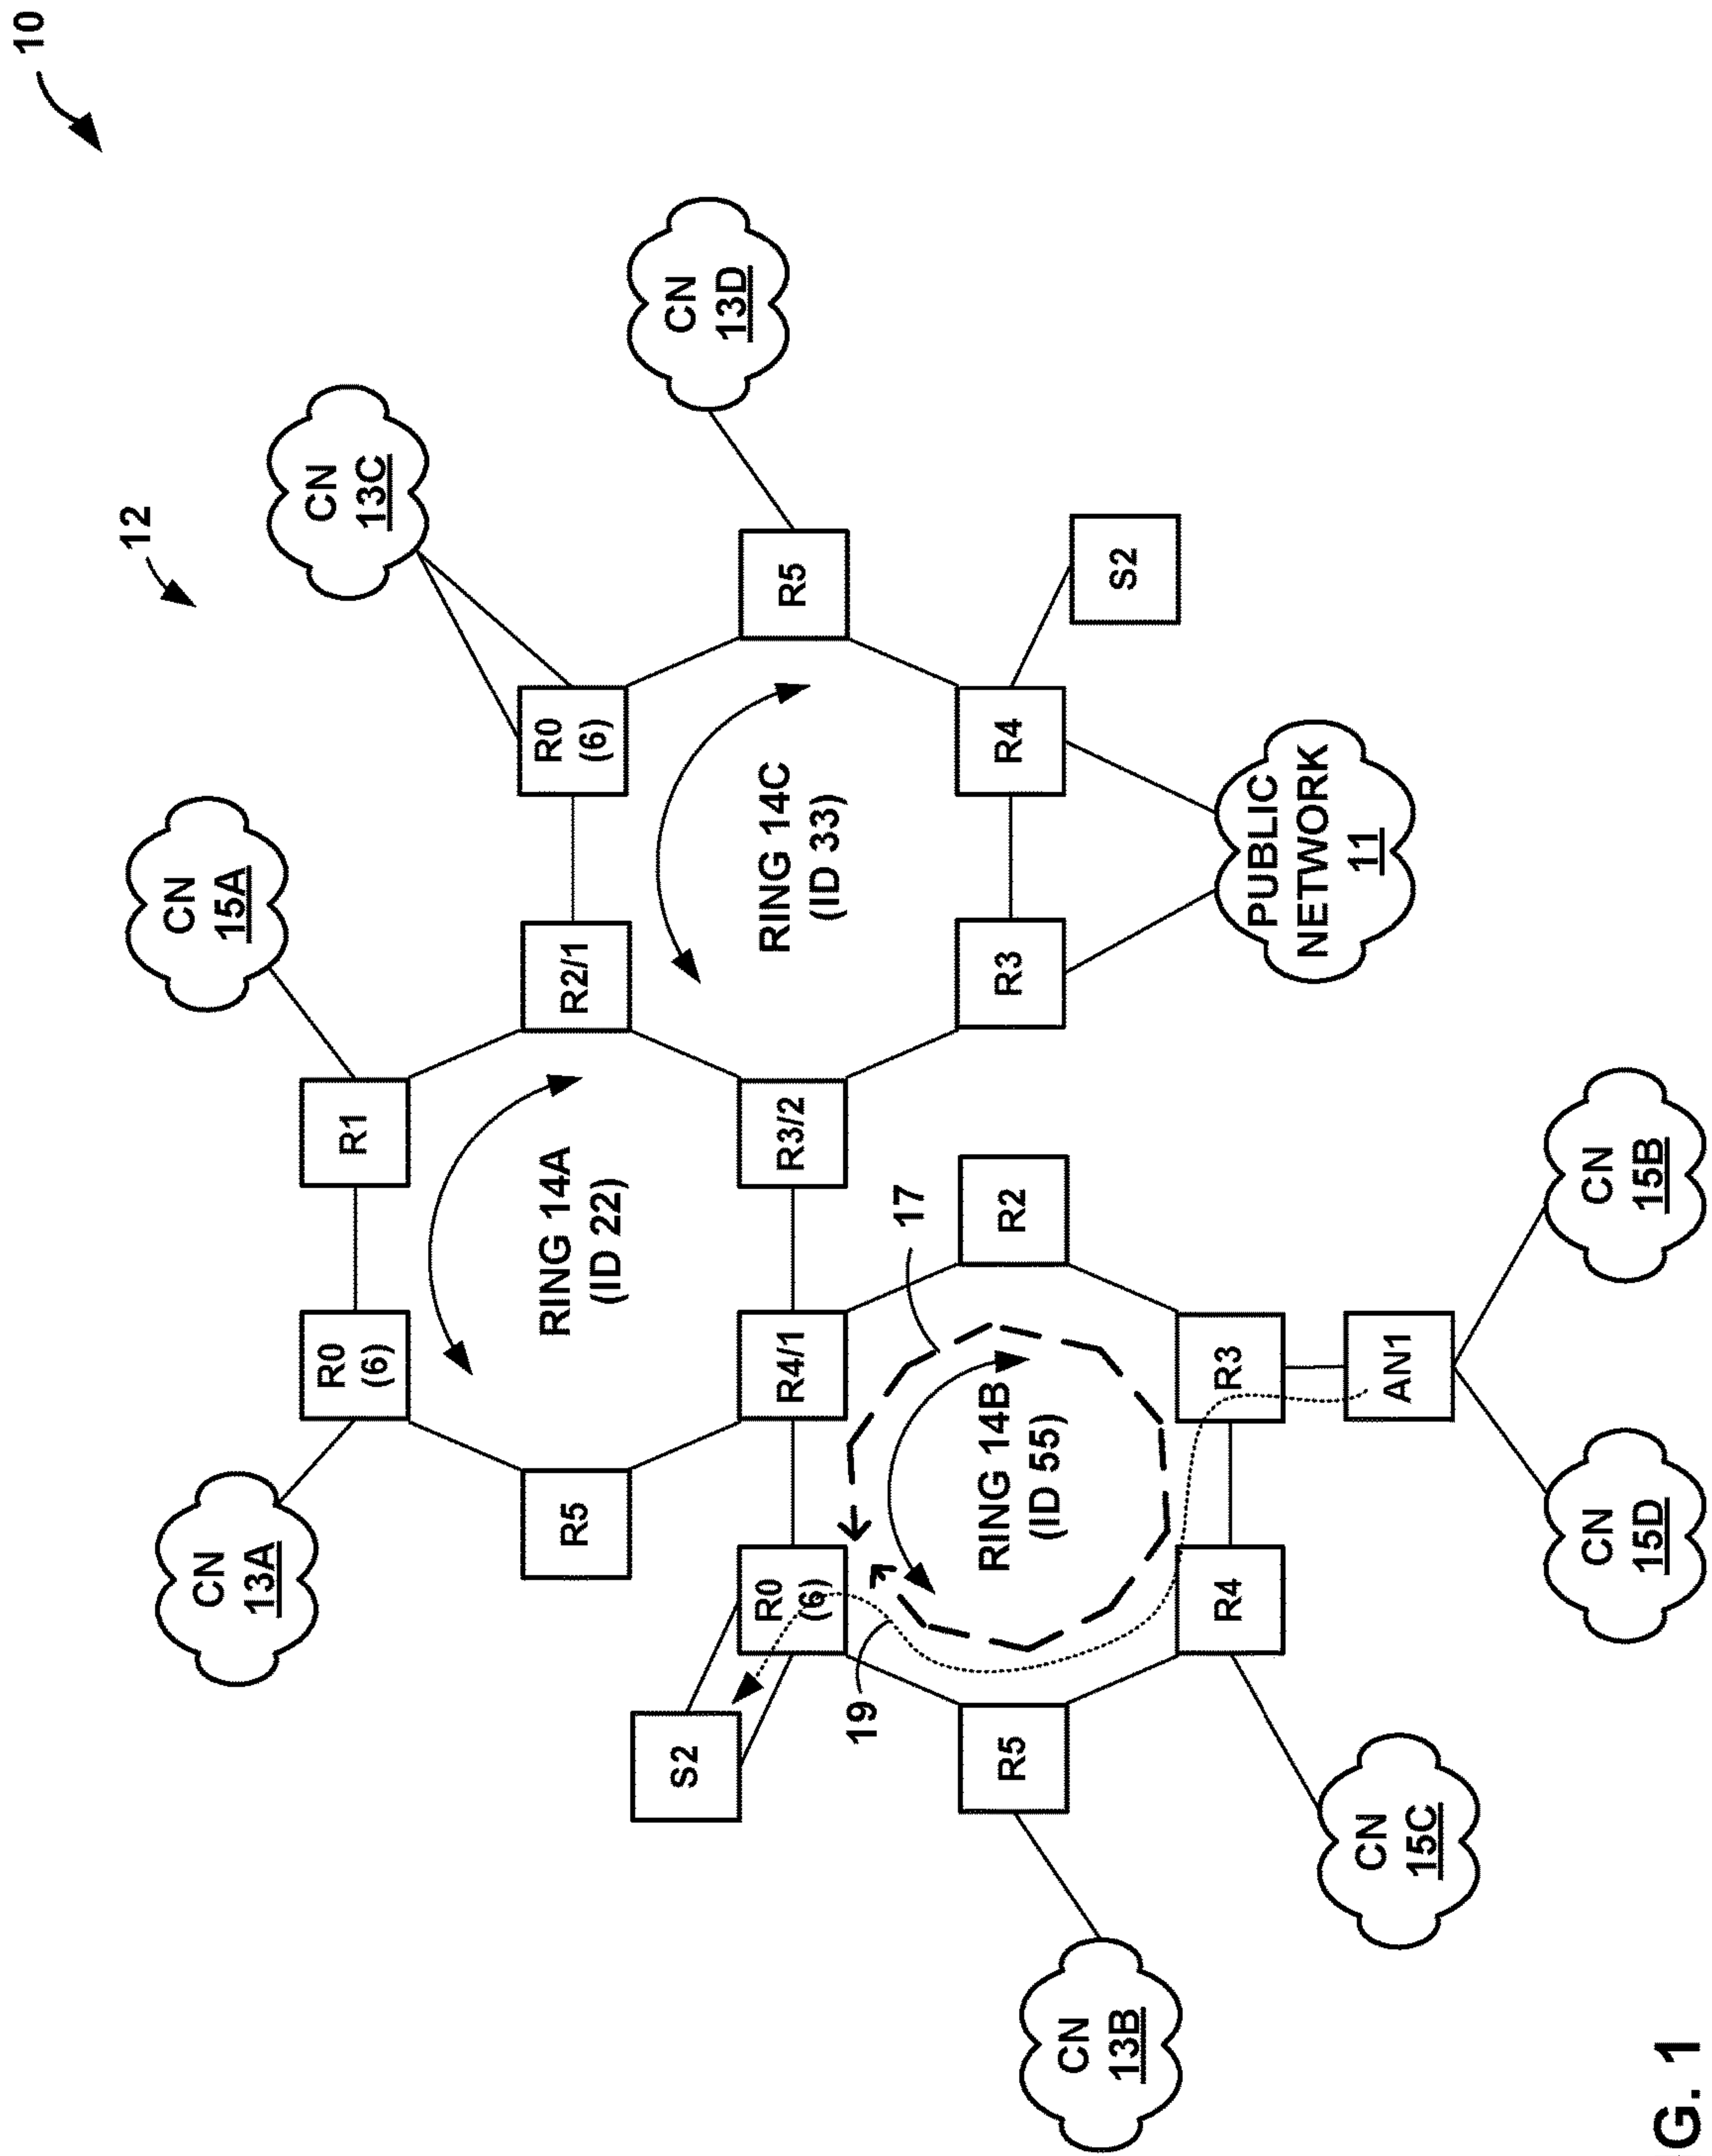 10
12
CN
15A
CN
13A
CN
13C
R0
(6)
R1
RING 14A
(ID 22)
R5
R2/1
R0
(6)
CN
13D
S2
RING 14C
(ID 33)
R0
(6)
R4/1
R3/2
R5
19
17
RING 14B
(ID 55)
R5
R2
R3
R4
CN
13B
S2
R4
R3
PUBLIC
NETWORK
11
CN
15C
AN1
CN
15D
CN
15B
G. 1